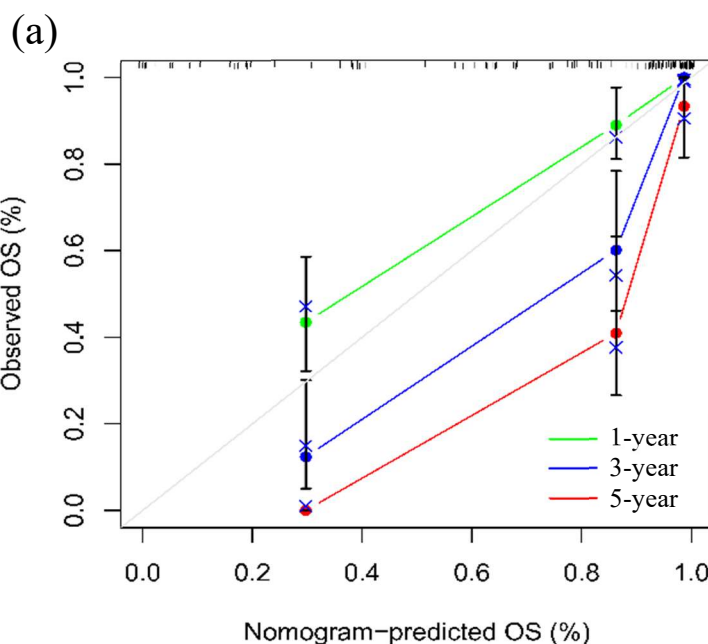 (a)
Observed OS (%)
1.0
0.8
0.6
0.4
0.2
0.0
1-year
3-year
5-year
0.0 0.2 0.4 0.6 0.8 1.0
Nomogram−predicted OS (%)